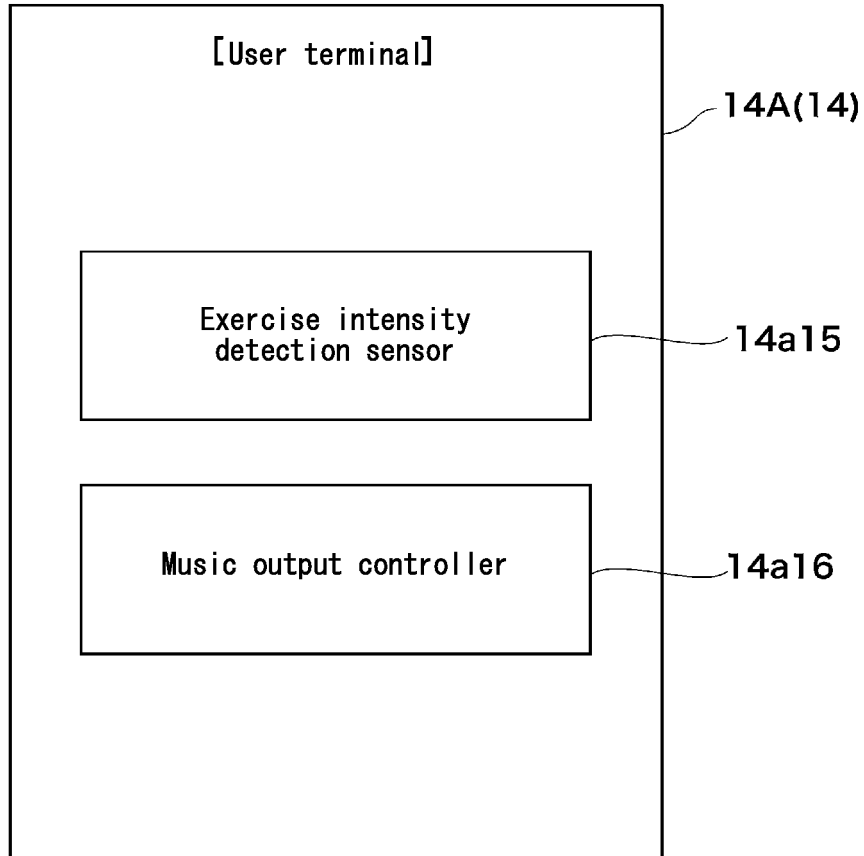 [User terminal]
14A(14)
Exercise intensity
detection sensor
14a15
Music output controller
14a16